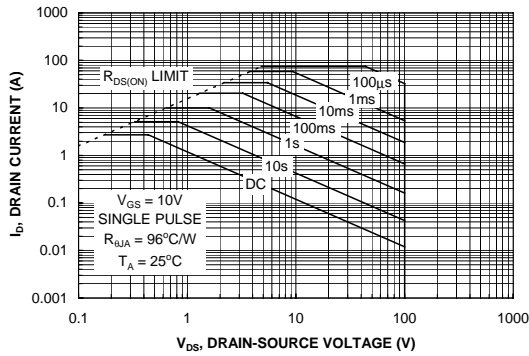 1000
100
10
1
0.1
0.01
0.001
I_D, DRAIN CURRENT (A)
R_DS(ON) LIMIT
100μs
1ms
10ms
100ms
1s
10s
DC
V_GS = 10V
SINGLE PULSE
R_θJA = 96°C/W
T_A = 25°C
0.1 1 10 100 1000
V_DS, DRAIN-SOURCE VOLTAGE (V)